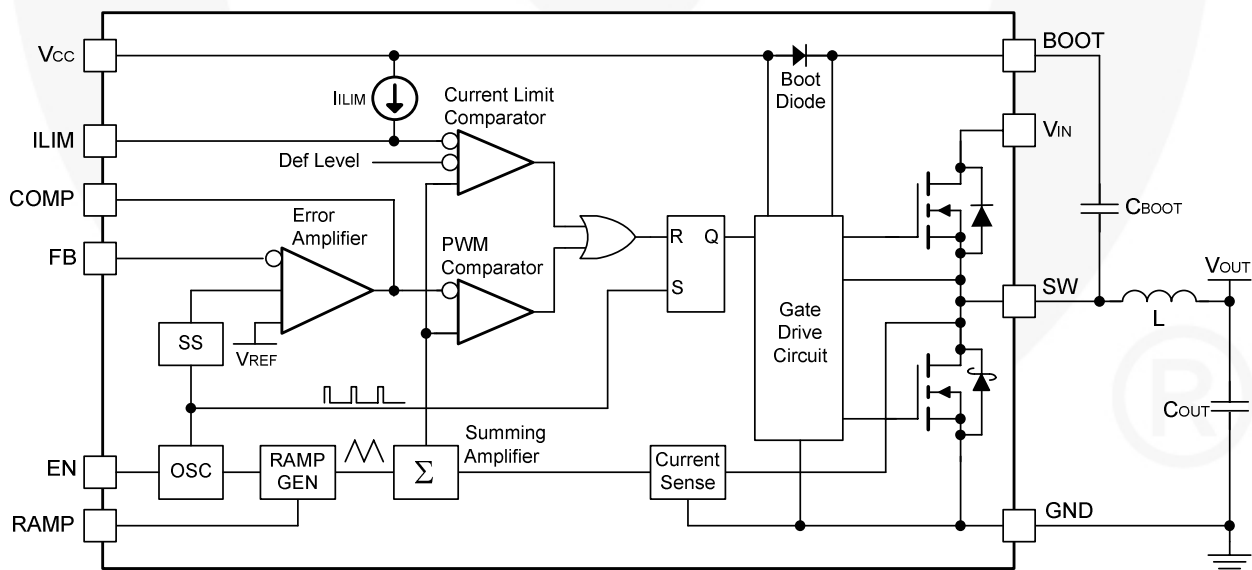 VCC
IILIM
Current Limit
Comparator
Boot
Diode
BOOT
ILIM
Def Level
VIN
COMP
Error
Amplifier
FB
PWM
Comparator
R
Q
S
CBOOT
SS
VREF
Gate
Drive
Circuit
SW
VOUT
L
COUT
®
EN
OSC
RAMP
GEN
Σ
Summing
Amplifier
Current
Sense
RAMP
GND